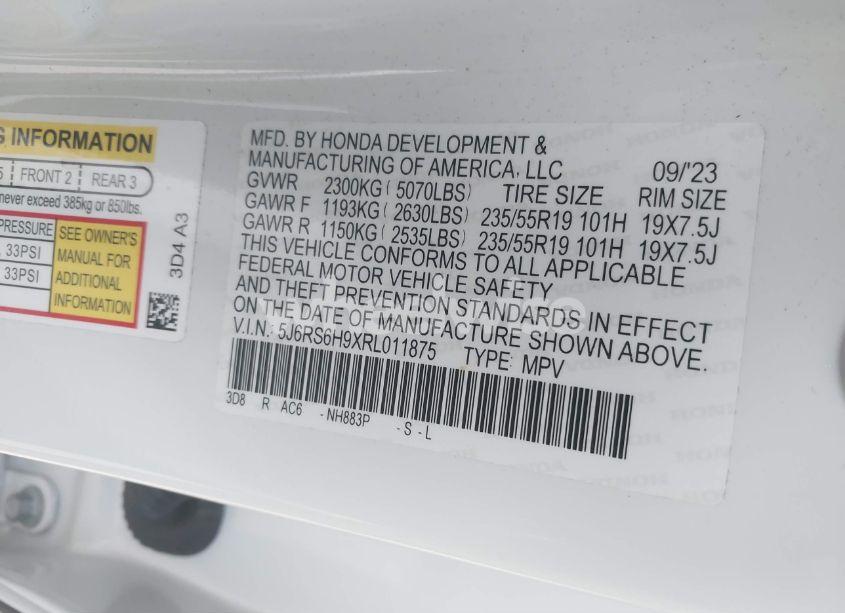 G INFORMATION
5 FRONT 2 REAR 3
never exceed 385kg or 850lbs.
PRESSURE
33PSI
33PSI
SEE OWNER'S
MANUAL FOR
ADDITIONAL
INFORMATION
3D4 A3
MFD. BY HONDA DEVELOPMENT &
MANUFACTURING OF AMERICA, LLC 09/'23
GVWR 2300KG (5070LBS) TIRE SIZE RIM SIZE
GAWR F 1193KG (2630LBS) 235/55R19 101H 19X7.5J
GAWR R 1150KG (2535LBS) 235/55R19 101H 19X7.5J
THIS VEHICLE CONFORMS TO ALL APPLICABLE
FEDERAL MOTOR VEHICLE SAFETY
AND THEFT PREVENTION STANDARDS IN EFFECT
ON THE DATE OF MANUFACTURE SHOWN ABOVE.
V.I.N.: 5J6RS6H9XRL011875 TYPE: MPV
3D8 R AC6 -NH883P -S-L